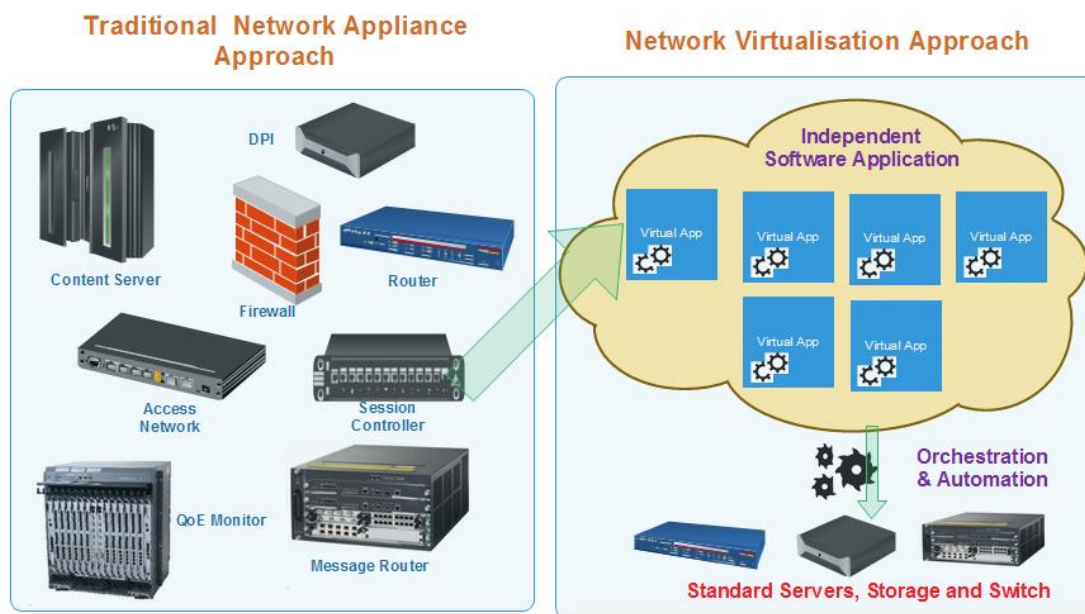 Traditional Network Appliance
Approach
Network Virtualisation Approach
DPI
Content Server
Firewall
Router
Access
Network
Session
Controller
QoE Monitor
Message Router
Independent
Software Application
Virtual App
Virtual App
Virtual App
Virtual App
Virtual App
Virtual App
Orchestration
& Automation
Standard Servers, Storage and Switch